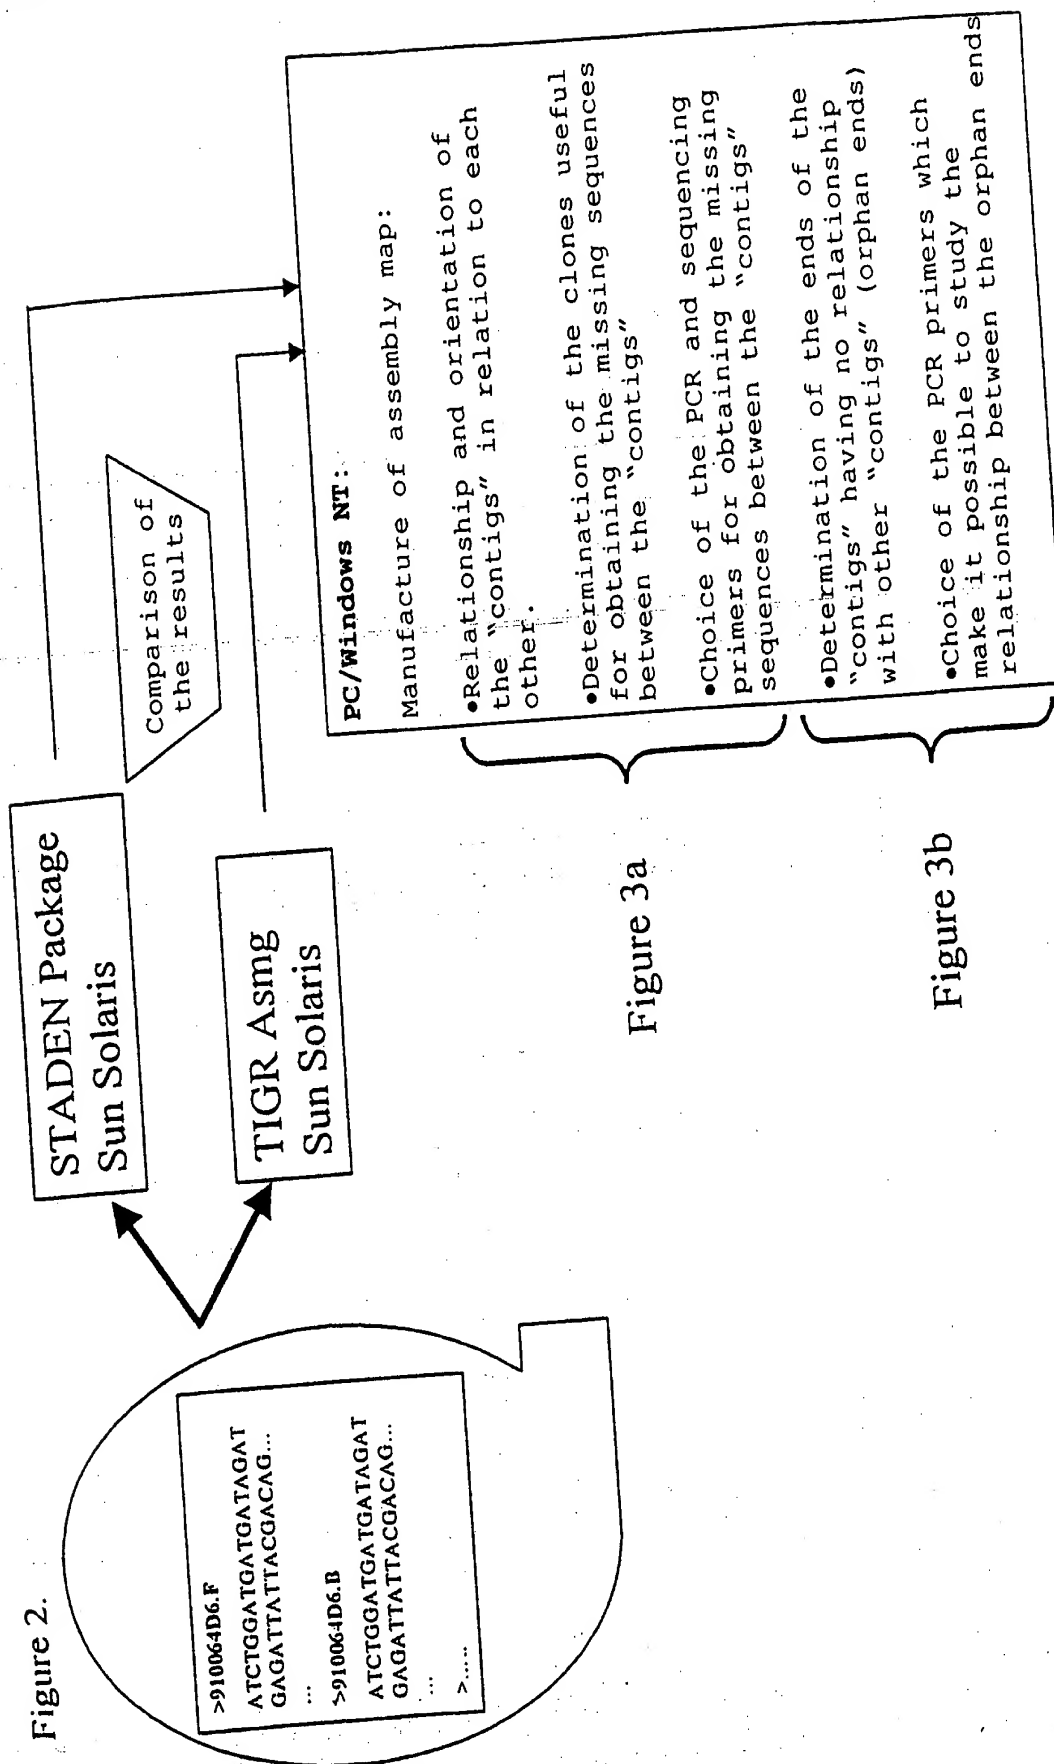 Figure 2.
>910064D6.F
ATCTGGATGATGATAGAT
GAGATTATTACGACAG...
...
>910064D6.B
ATCTGGATGATGATAGAT
GAGATTATTACGACAG...
...
>.....
STADEN Package
Sun Solaris
TIGR Asmg
Sun Solaris
Comparison of
the results
PC/Windows NT:
Manufacture of assembly map:
•Relationship and orientation of
the "contigs" in relation to each
other.
•Determination of the clones useful
for obtaining the missing sequences
between the "contigs"
•Choice of the PCR and sequencing
primers for obtaining the missing
sequences between the "contigs"
•Determination of the ends of the
"contigs" having no relationship
with other "contigs" (orphan ends)
•Choice of the PCR primers which
make it possible to study the
relationship between the orphan ends
Figure 3a
Figure 3b